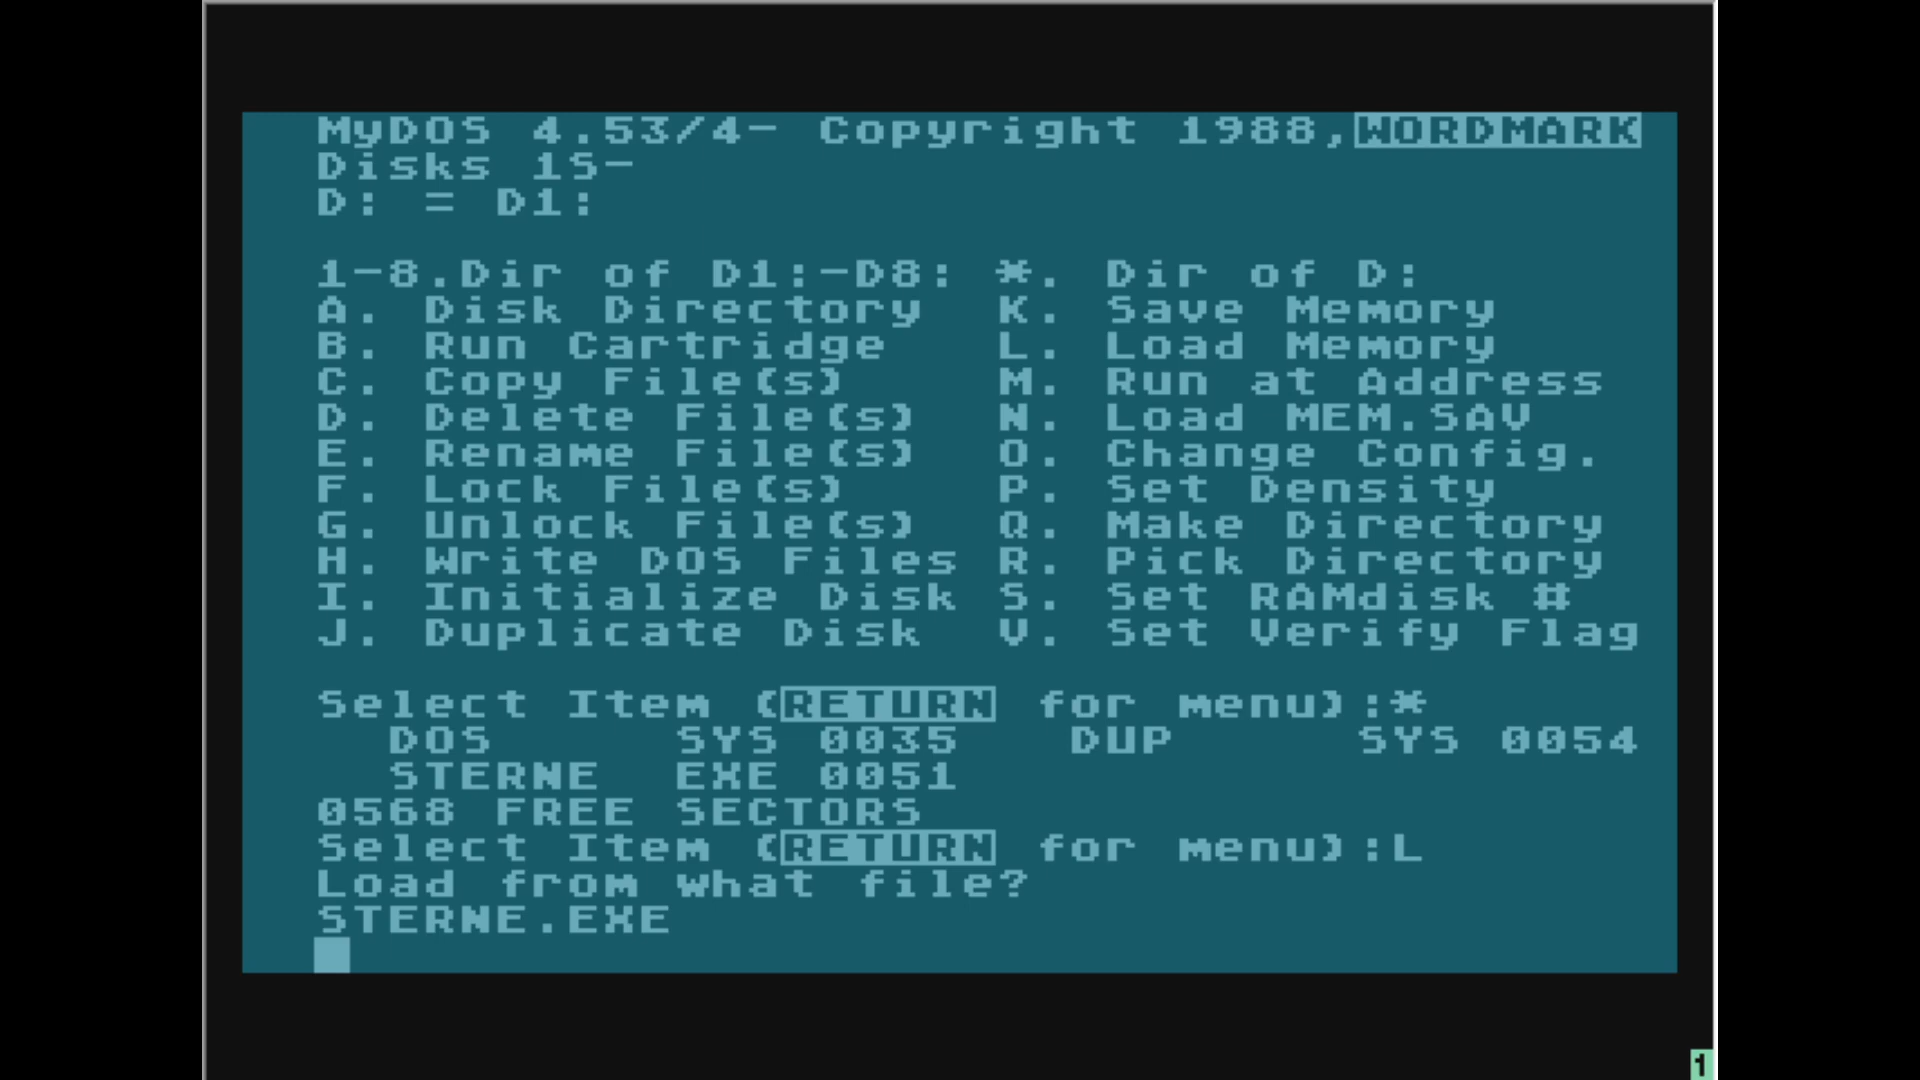 MyDOS 4.53/4- Copyright 1988,WORDMARK
Disks 15-
D: = D1:
1-8.Dir of D1:-D8: *. Dir of D:
A. Disk Directory K. Save Memory
B. Run Cartridge L. Load Memory
C. Copy File(s) M. Run at Address
D. Delete File(s) N. Load MEM.SAV
E. Rename File(s) O. Change Config.
F. Lock File(s) P. Set Density
G. Unlock File(s) Q. Make Directory
H. Write DOS Files R. Pick Directory
I. Initialize Disk S. Set RAMdisk #
J. Duplicate Disk V. Set Verify Flag
Select Item (RETURN for menu):*
DOS SYS 0035 DUP SYS 0054
STERNE EXE 0051
0568 FREE SECTORS
Select Item (RETURN for menu):L
Load from what file?
STERNE.EXE
1